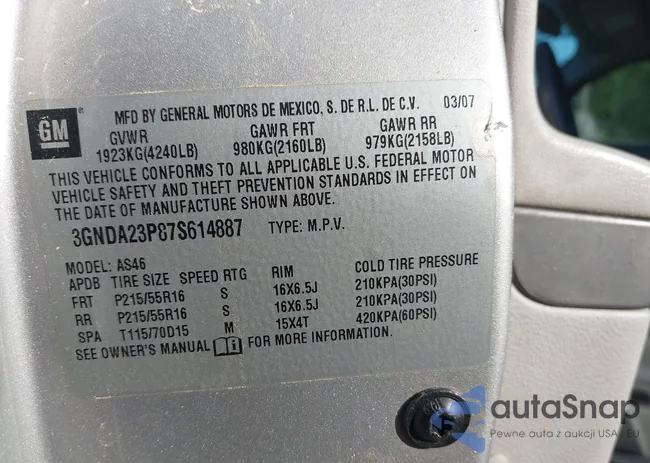 GM
MFD BY GENERAL MOTORS DE MEXICO, S. DE R.L. DE C.V. 03/07
GVWR GAWR FRT GAWR RR
1923KG(4240LB) 980KG(2160LB) 979KG(2158LB)
THIS VEHICLE CONFORMS TO ALL APPLICABLE U.S. FEDERAL MOTOR
VEHICLE SAFETY AND THEFT PREVENTION STANDARDS IN EFFECT ON
THE DATE OF MANUFACTURE SHOWN ABOVE.
3GNDA23P87S614887 TYPE: M.P.V.
MODEL: AS46
APDB TIRE SIZE SPEED RTG RIM COLD TIRE PRESSURE
FRT P215/55R16 S 16X6.5J 210KPA(30PSI)
RR P215/55R16 S 16X6.5J 210KPA(30PSI)
SPA T115/70D15 M 15X4T 420KPA(60PSI)
SEE OWNER'S MANUAL FOR MORE INFORMATION.
autaSnap
Pewne auta z aukcji USA i EU